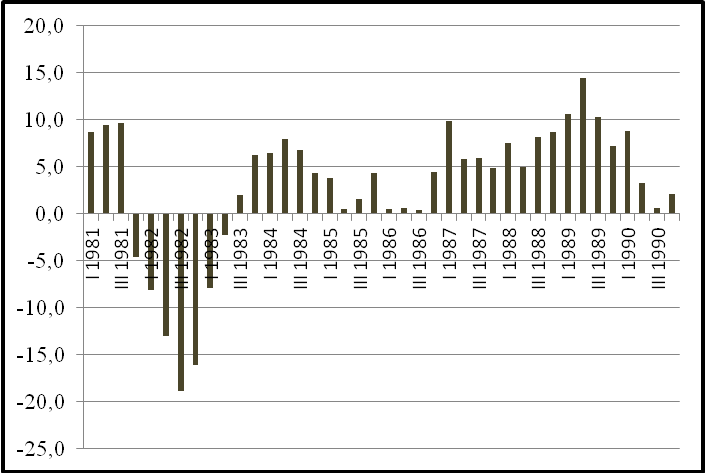 20,0
15,0
10,0
5,0
0,0
-5,0
-10,0
-15,0
-20,0
-25,0
I 1981
III 1981
I 1982
III 1982
I 1983
III 1983
I 1984
III 1984
I 1985
III 1985
I 1986
III 1986
I 1987
III 1987
I 1988
III 1988
I 1989
III 1989
I 1990
III 1990